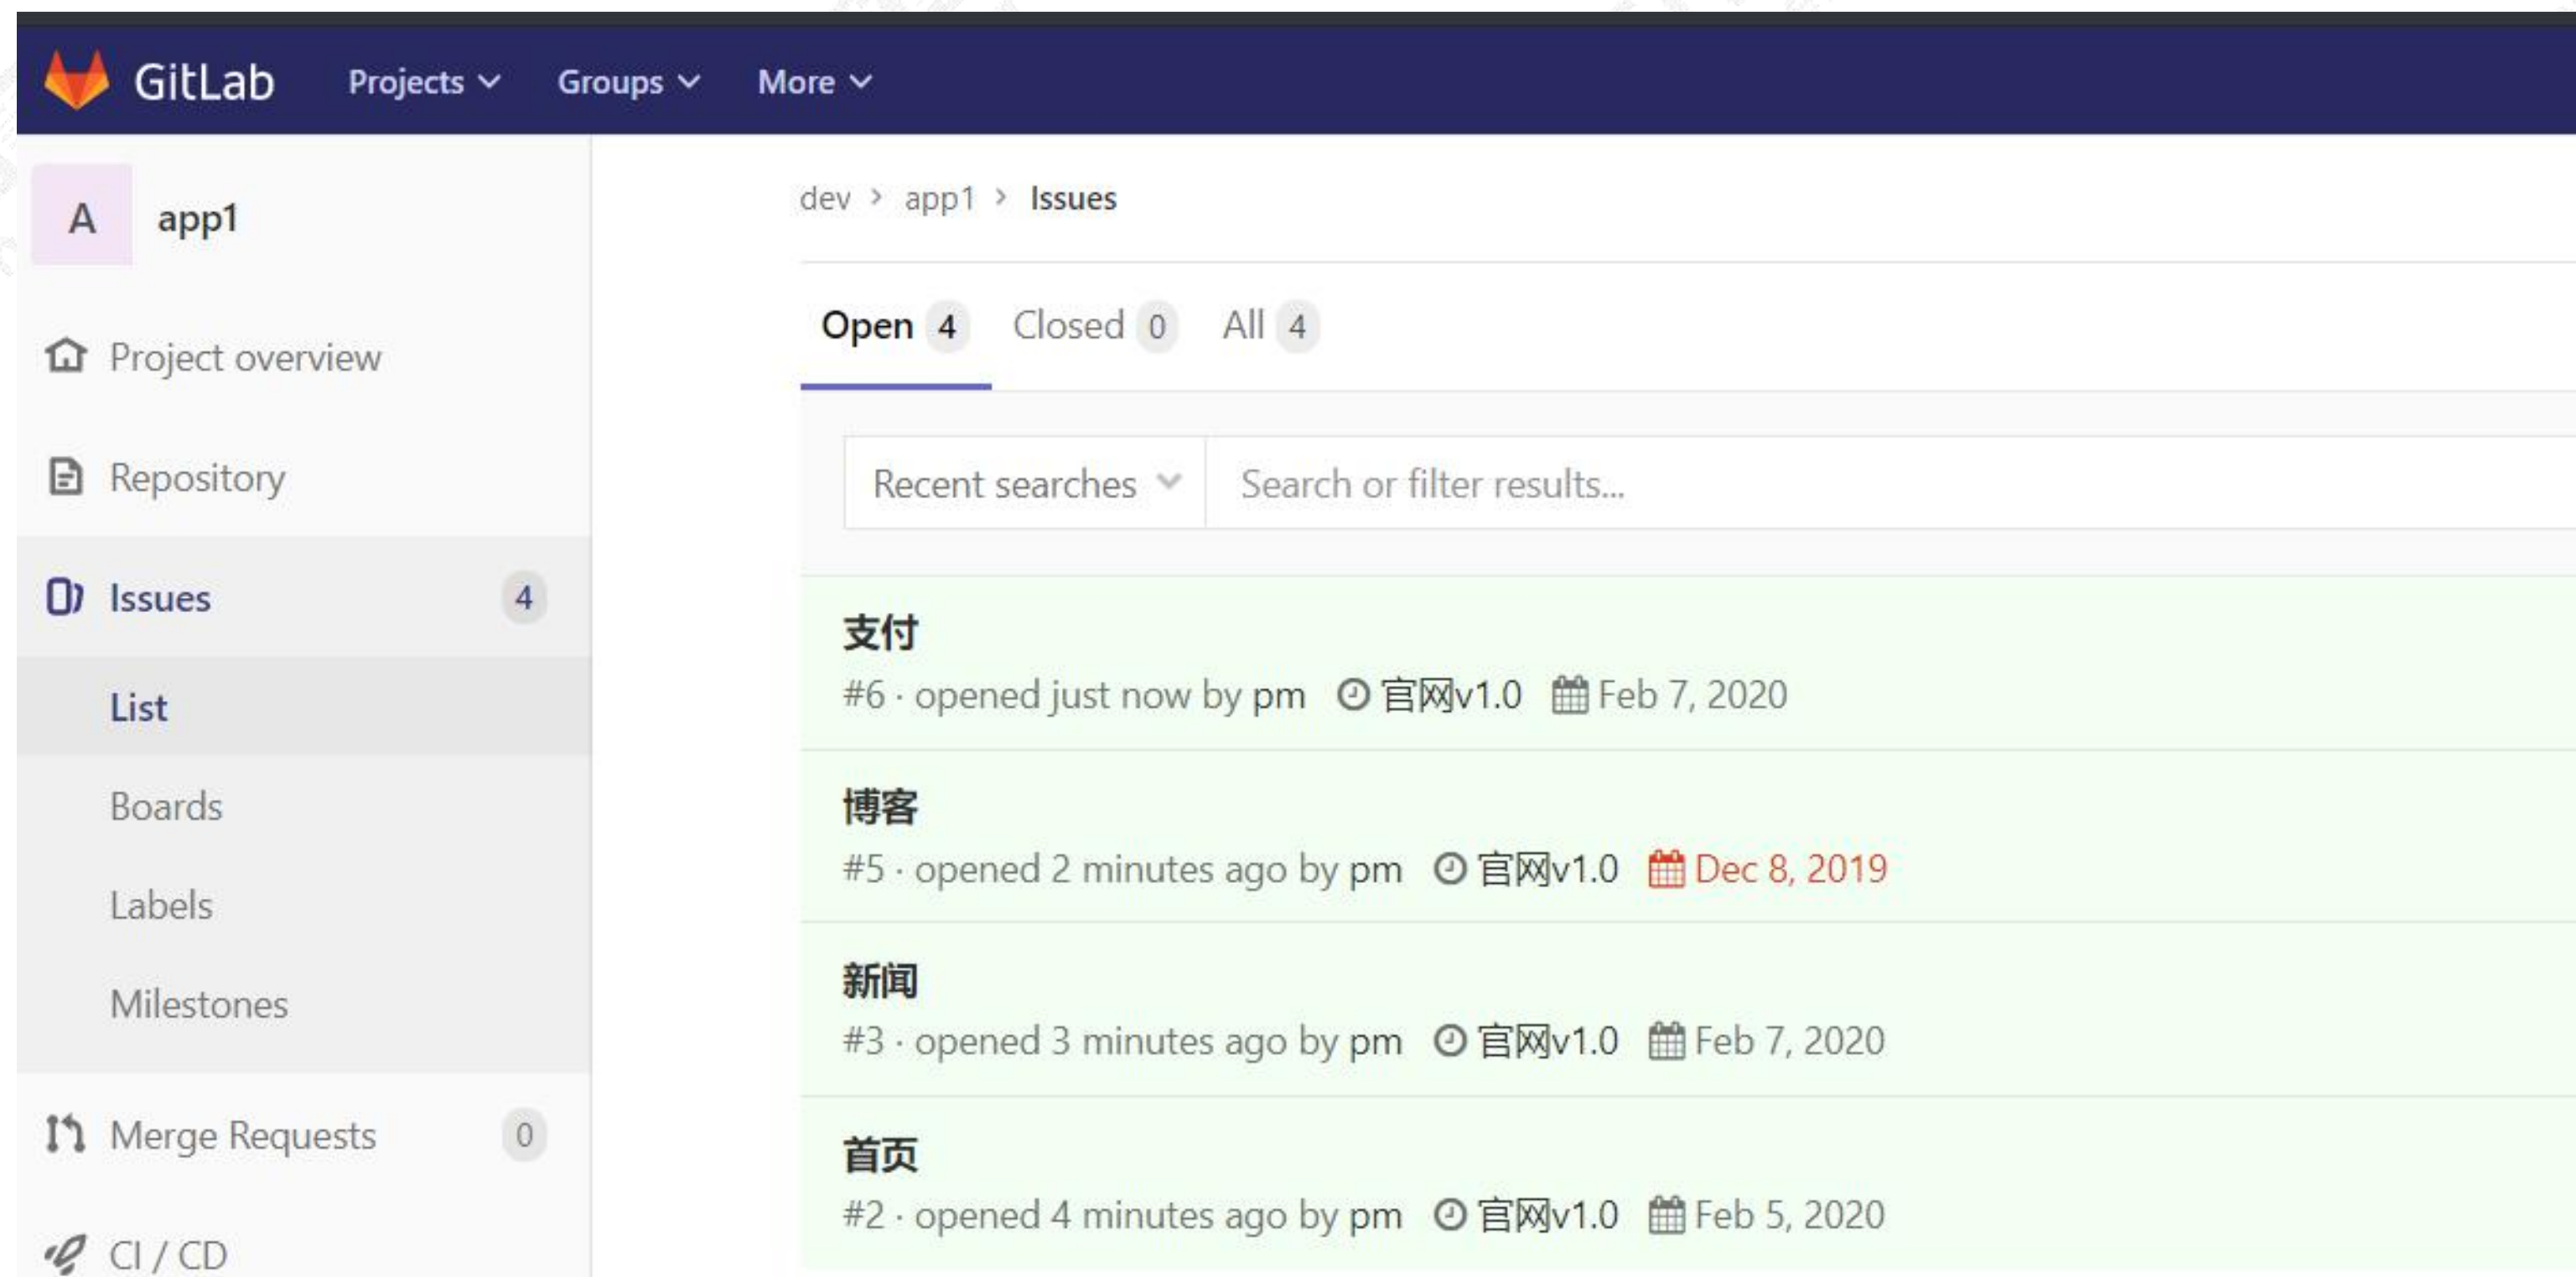 GitLab Projects Groups More
A app1
Project overview
Repository
Issues 4
List
Boards
Labels
Milestones
Merge Requests 0
CI / CD
dev > app1 > Issues
Open 4 Closed 0 All 4
Recent searches Search or filter results...
支付
#6 · opened just now by pm 官网v1.0 Feb 7, 2020
博客
#5 · opened 2 minutes ago by pm 官网v1.0 Dec 8, 2019
新闻
#3 · opened 3 minutes ago by pm 官网v1.0 Feb 7, 2020
首页
#2 · opened 4 minutes ago by pm 官网v1.0 Feb 5, 2020